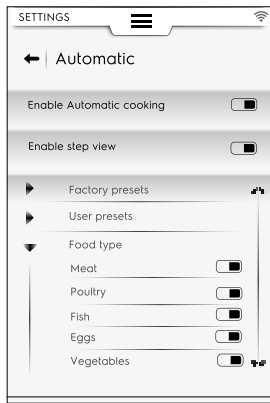 SETTINGS
Automatic
Enable Automatic cooking
Enable step view
Factory presets
User presets
Food type
Meat
Poultry
Fish
Eggs
Vegetables